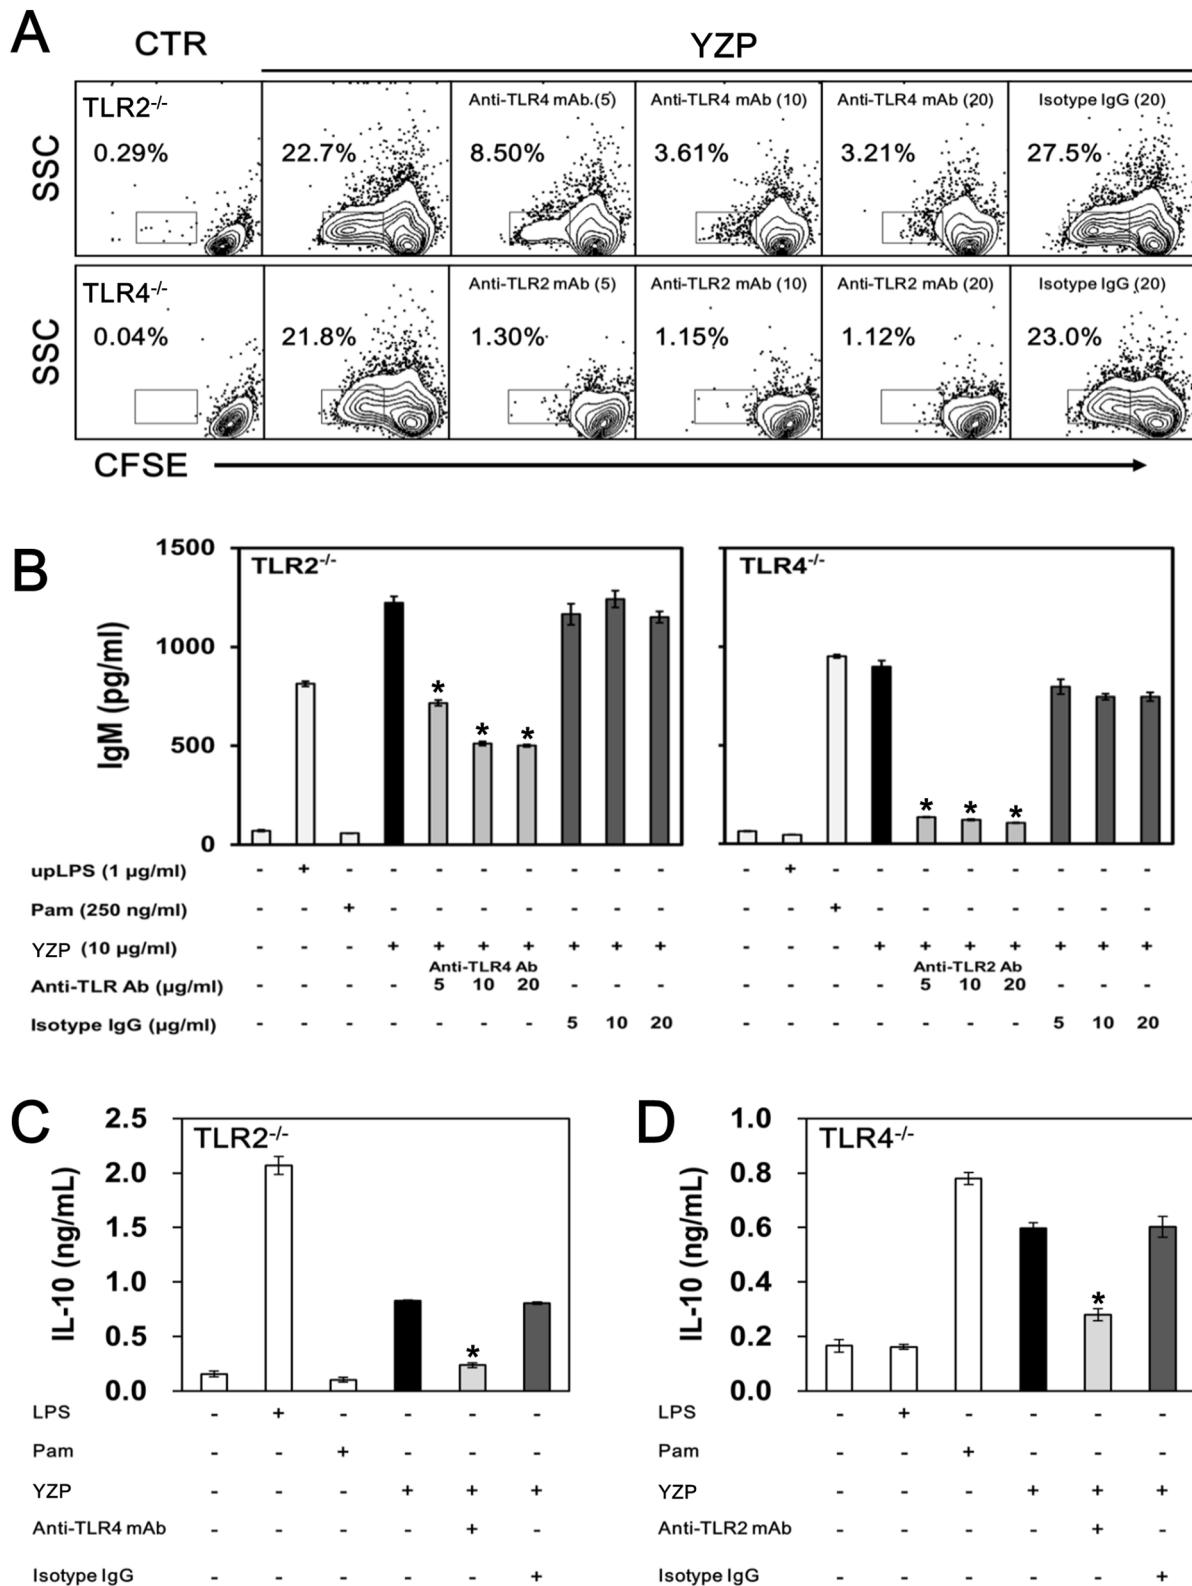 A
CTR YZP
SSC
TLR2-/-
Anti-TLR4 mAb (5) Anti-TLR4 mAb (10) Anti-TLR4 mAb (20) Isotype IgG (20)
0.29% 22.7% 8.50% 3.61% 3.21% 27.5%
SSC
TLR4-/-
Anti-TLR2 mAb (5) Anti-TLR2 mAb (10) Anti-TLR2 mAb (20) Isotype IgG (20)
0.04% 21.8% 1.30% 1.15% 1.12% 23.0%
CFSE
B
IgM (pg/ml)
1500
1000
500
0
TLR2-/- TLR4-/-
* * * * * *
upLPS (1 µg/ml) - + - - - - - - - - - + - - - - - - - -
Pam (250 ng/ml) - - + - - - - - - - - - + - - - - - - -
YZP (10 µg/ml) - - - + + + + + + + - - - + + + + + + +
Anti-TLR4 Ab Anti-TLR2 Ab
Anti-TLR Ab (µg/ml) - - - - 5 10 20 - - - - - - - 5 10 20 - - -
Isotype IgG (µg/ml) - - - - - - - 5 10 20 - - - - - - - 5 10 20
C
IL-10 (ng/mL)
2.5
2.0
1.5
1.0
0.5
0.0
TLR2-/-
*
LPS - + - - - -
Pam - - + - - -
YZP - - - + + +
Anti-TLR4 mAb - - - - + -
Isotype IgG - - - - - +
D
IL-10 (ng/mL)
1.0
0.8
0.6
0.4
0.2
0.0
TLR4-/-
*
LPS - + - - - -
Pam - - + - - -
YZP - - - + + +
Anti-TLR2 mAb - - - - + -
Isotype IgG - - - - - +